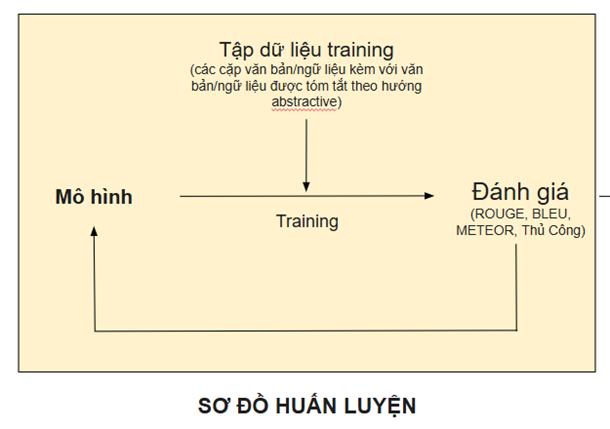 Tập dữ liệu training
(các cặp văn bản/ngữ liệu kèm với văn
bản/ngữ liệu được tóm tắt theo hướng
abstractive)
Mô hình
Training
Đánh giá
(ROUGE, BLEU,
METEOR, Thủ Công)
SƠ ĐỒ HUẤN LUYỆN